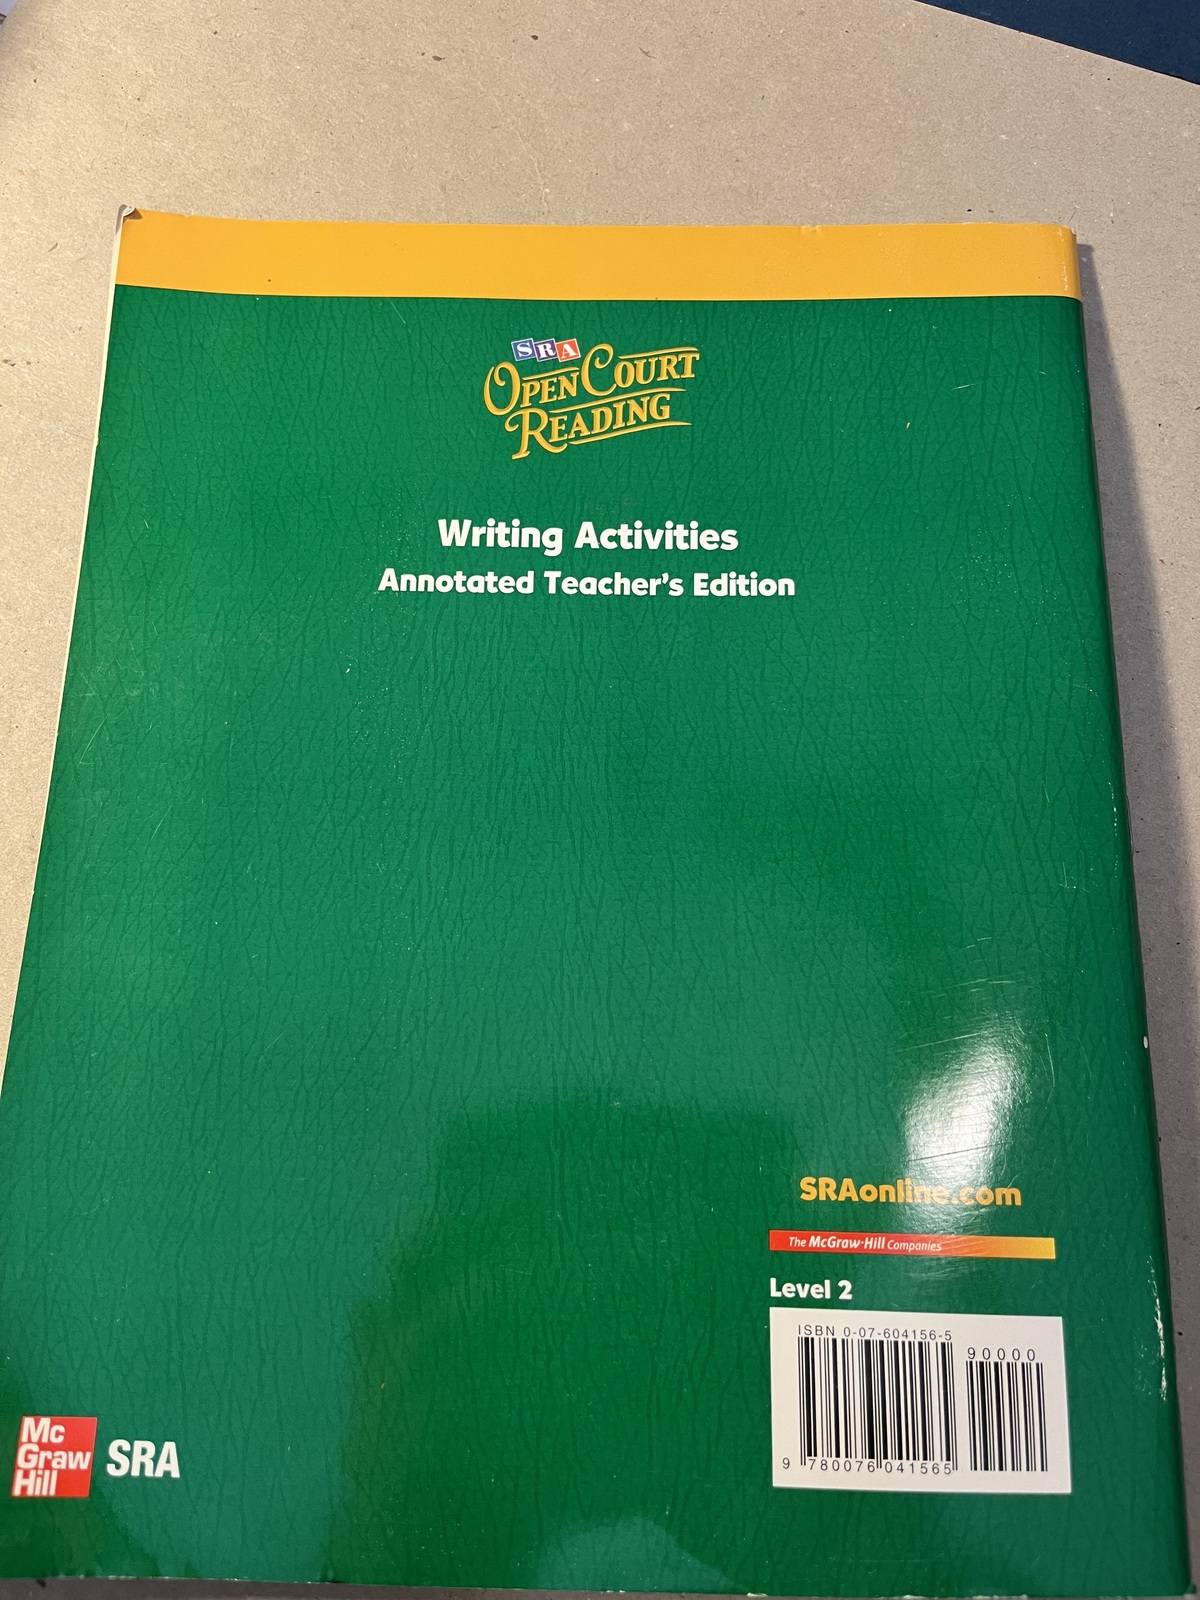 SRA
OPEN COURT
READING
Writing Activities
Annotated Teacher's Edition
SRAonline.com
The McGraw·Hill Companies
Level 2
ISBN 0-07-604156-5
90000
9 780076 041565
Mc
Graw
Hill
SRA